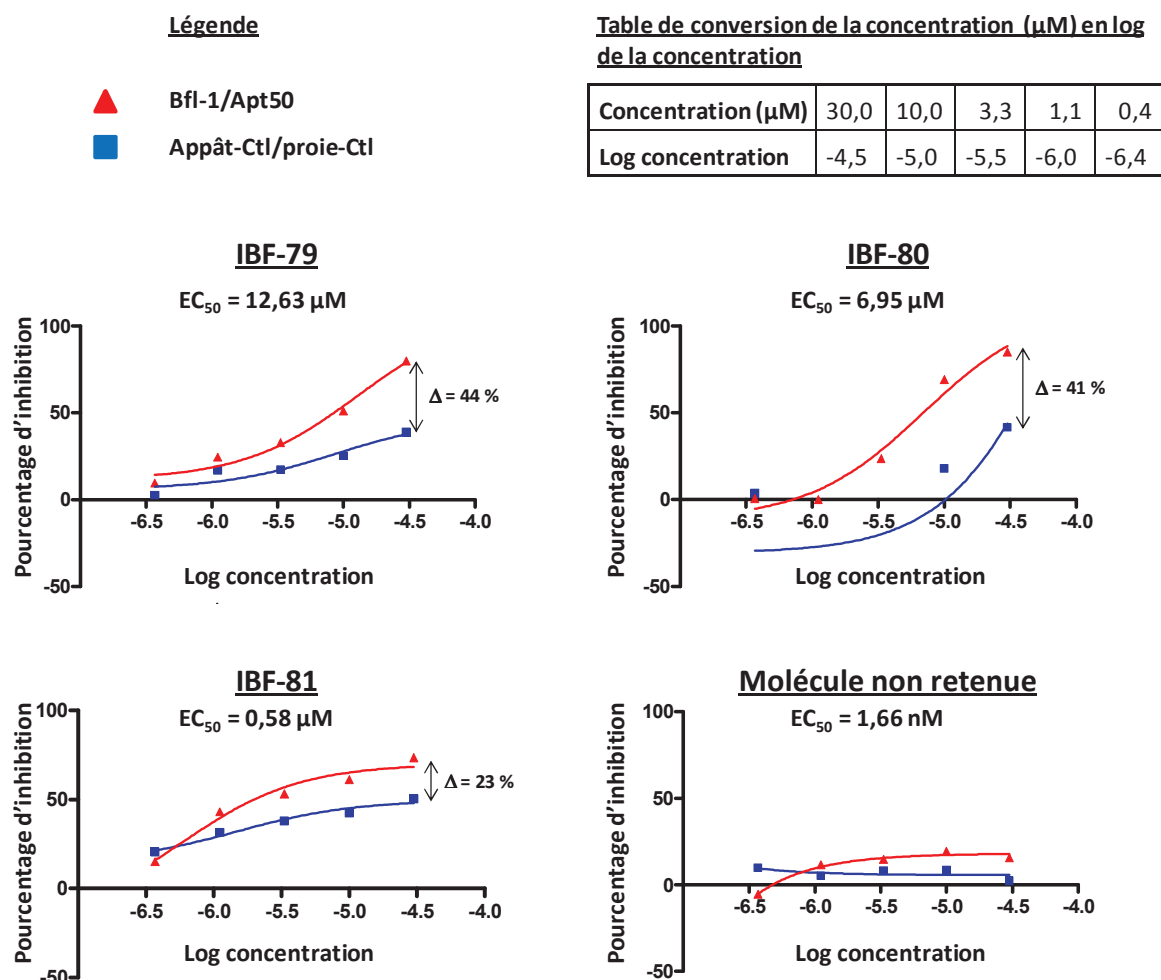 Légende
Bfl-1/Apt50
Appât-Ctl/proie-Ctl
Table de conversion de la concentration (µM) en log
de la concentration
Concentration (µM) 30,0 10,0 3,3 1,1 0,4
Log concentration -4,5 -5,0 -5,5 -6,0 -6,4
IBF-79
EC50 = 12,63 µM
Pourcentage d'inhibition
100
50
0
-50
-6.5 -6.0 -5.5 -5.0 -4.5 -4.0
Δ = 44 %
Log concentration
IBF-80
EC50 = 6,95 µM
Pourcentage d'inhibition
100
50
0
-50
-6.5 -6.0 -5.5 -5.0 -4.5 -4.0
Δ = 41 %
Log concentration
IBF-81
EC50 = 0,58 µM
Pourcentage d'inhibition
100
50
0
-50
-6.5 -6.0 -5.5 -5.0 -4.5 -4.0
Δ = 23 %
Log concentration
Molécule non retenue
EC50 = 1,66 nM
Pourcentage d'inhibition
100
50
0
-50
-6.5 -6.0 -5.5 -5.0 -4.5 -4.0
Log concentration